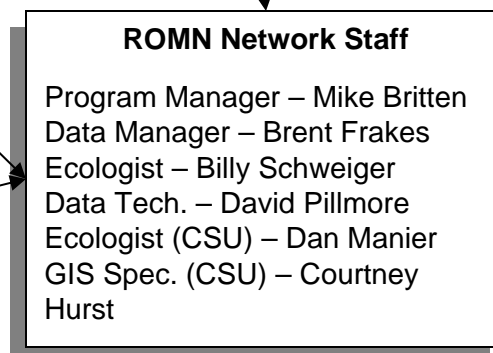 ROMN Network Staff
Program Manager – Mike Britten
Data Manager – Brent Frakes
Ecologist – Billy Schweiger
Data Tech. – David Pillmore
Ecologist (CSU) – Dan Manier
GIS Spec. (CSU) – Courtney
Hurst